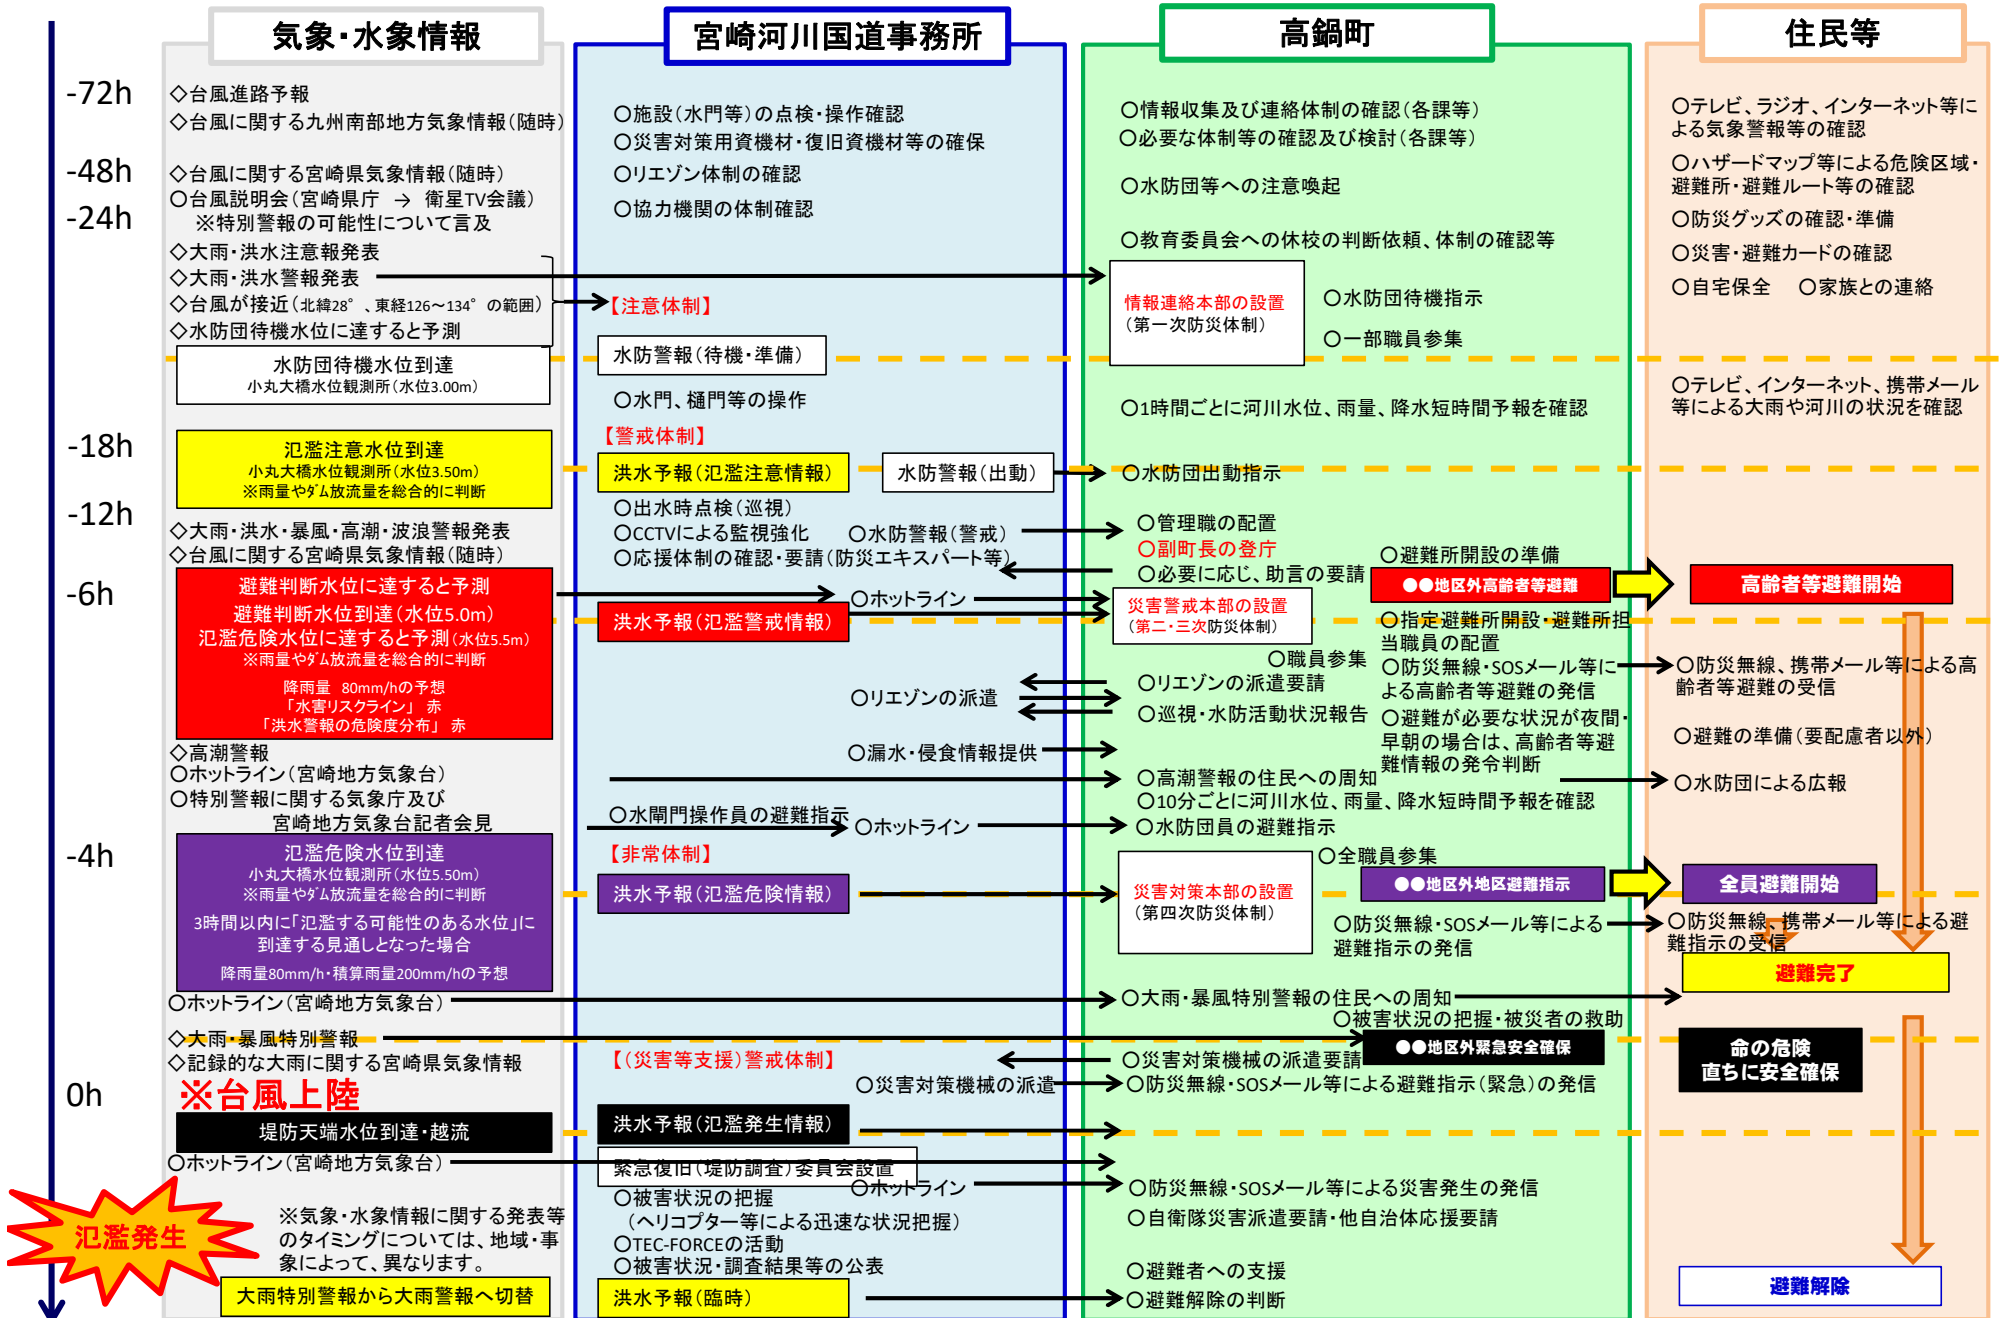 気象・水象情報
宮崎河川国道事務所
高鍋町
住民等
-72h
-48h
-24h
-18h
-12h
-6h
-4h
0h
◇台風進路予報
◇台風に関する九州南部地方気象情報(随時)
◇台風に関する宮崎県気象情報(随時)
○台風説明会(宮崎県庁 → 衛星TV会議)
※特別警報の可能性について言及
◇大雨・洪水注意報発表
◇大雨・洪水警報発表
◇台風が接近(北緯28°、東経126～134°の範囲)
◇水防団待機水位に達すると予測
水防団待機水位到達
小丸大橋水位観測所(水位3.00m)
氾濫注意水位到達
小丸大橋水位観測所(水位3.50m)
※雨量やダム放流量を総合的に判断
◇大雨・洪水・暴風・高潮・波浪警報発表
◇台風に関する宮崎県気象情報(随時)
避難判断水位に達すると予測
避難判断水位到達(水位5.0m)
氾濫危険水位に達すると予測(水位5.5m)
※雨量やダム放流量を総合的に判断
降雨量 80mm/hの予想
「水害リスクライン」 赤
「洪水警報の危険度分布」 赤
◇高潮警報
○ホットライン(宮崎地方気象台)
○特別警報に関する気象庁及び
宮崎地方気象台記者会見
氾濫危険水位到達
小丸大橋水位観測所(水位5.50m)
※雨量やダム放流量を総合的に判断
3時間以内に「氾濫する可能性のある水位」に
到達する見通しとなった場合
降雨量80mm/h・積算雨量200mm/hの予想
○ホットライン(宮崎地方気象台)
◇大雨・暴風特別警報
◇記録的な大雨に関する宮崎県気象情報
※台風上陸
堤防天端水位到達・越流
○ホットライン(宮崎地方気象台)
氾濫発生
※気象・水象情報に関する発表等
のタイミングについては、地域・事
象によって、異なります。
大雨特別警報から大雨警報へ切替
○施設(水門等)の点検・操作確認
○災害対策用資機材・復旧資機材等の確保
○リエゾン体制の確認
○協力機関の体制確認
【注意体制】
水防警報(待機・準備)
○水門、樋門等の操作
【警戒体制】
洪水予報(氾濫注意情報)
水防警報(出動)
○出水時点検(巡視)
○CCTVによる監視強化
○水防警報(警戒)
○応援体制の確認・要請(防災エキスパート等)
○ホットライン
洪水予報(氾濫警戒情報)
○リエゾンの派遣
○漏水・侵食情報提供
○水閘門操作員の避難指示
○ホットライン
【非常体制】
洪水予報(氾濫危険情報)
【(災害等支援)警戒体制】
○災害対策機械の派遣
洪水予報(氾濫発生情報)
緊急復旧(堤防調査)委員会設置
○ホットライン
○被害状況の把握
(ヘリコプター等による迅速な状況把握)
○TEC-FORCEの活動
○被害状況・調査結果等の公表
洪水予報(臨時)
○情報収集及び連絡体制の確認(各課等)
○必要な体制等の確認及び検討(各課等)
○水防団等への注意喚起
○教育委員会への休校の判断依頼、体制の確認等
情報連絡本部の設置
(第一次防災体制)
○水防団待機指示
○一部職員参集
○1時間ごとに河川水位、雨量、降水短時間予報を確認
○水防団出動指示
○管理職の配置
○副町長の登庁
○必要に応じ、助言の要請
○避難所開設の準備
●●地区外高齢者等避難
災害警戒本部の設置
(第二・三次防災体制)
○指定避難所開設・避難所担
当職員の配置
○職員参集
○防災無線・SOSメール等に
よる高齢者等避難の発信
○リエゾンの派遣要請
○巡視・水防活動状況報告
○避難が必要な状況が夜間・
早朝の場合は、高齢者等避
難情報の発令判断
○高潮警報の住民への周知
○10分ごとに河川水位、雨量、降水短時間予報を確認
○水防団員の避難指示
○全職員参集
災害対策本部の設置
(第四次防災体制)
●●地区外地区避難指示
○防災無線・SOSメール等による
避難指示の発信
○大雨・暴風特別警報の住民への周知
○被害状況の把握・被災者の救助
●●地区外緊急安全確保
○災害対策機械の派遣要請
○防災無線・SOSメール等による避難指示(緊急)の発信
○防災無線・SOSメール等による災害発生の発信
○自衛隊災害派遣要請・他自治体応援要請
○避難者への支援
○避難解除の判断
○テレビ、ラジオ、インターネット等に
よる気象警報等の確認
○ハザードマップ等による危険区域・
避難所・避難ルート等の確認
○防災グッズの確認・準備
○災害・避難カードの確認
○自宅保全 ○家族との連絡
○テレビ、インターネット、携帯メール
等による大雨や河川の状況を確認
高齢者等避難開始
○防災無線、携帯メール等による高
齢者等避難の受信
○避難の準備(要配慮者以外)
○水防団による広報
全員避難開始
○防災無線、携帯メール等による避
難指示の受信
避難完了
命の危険
直ちに安全確保
避難解除